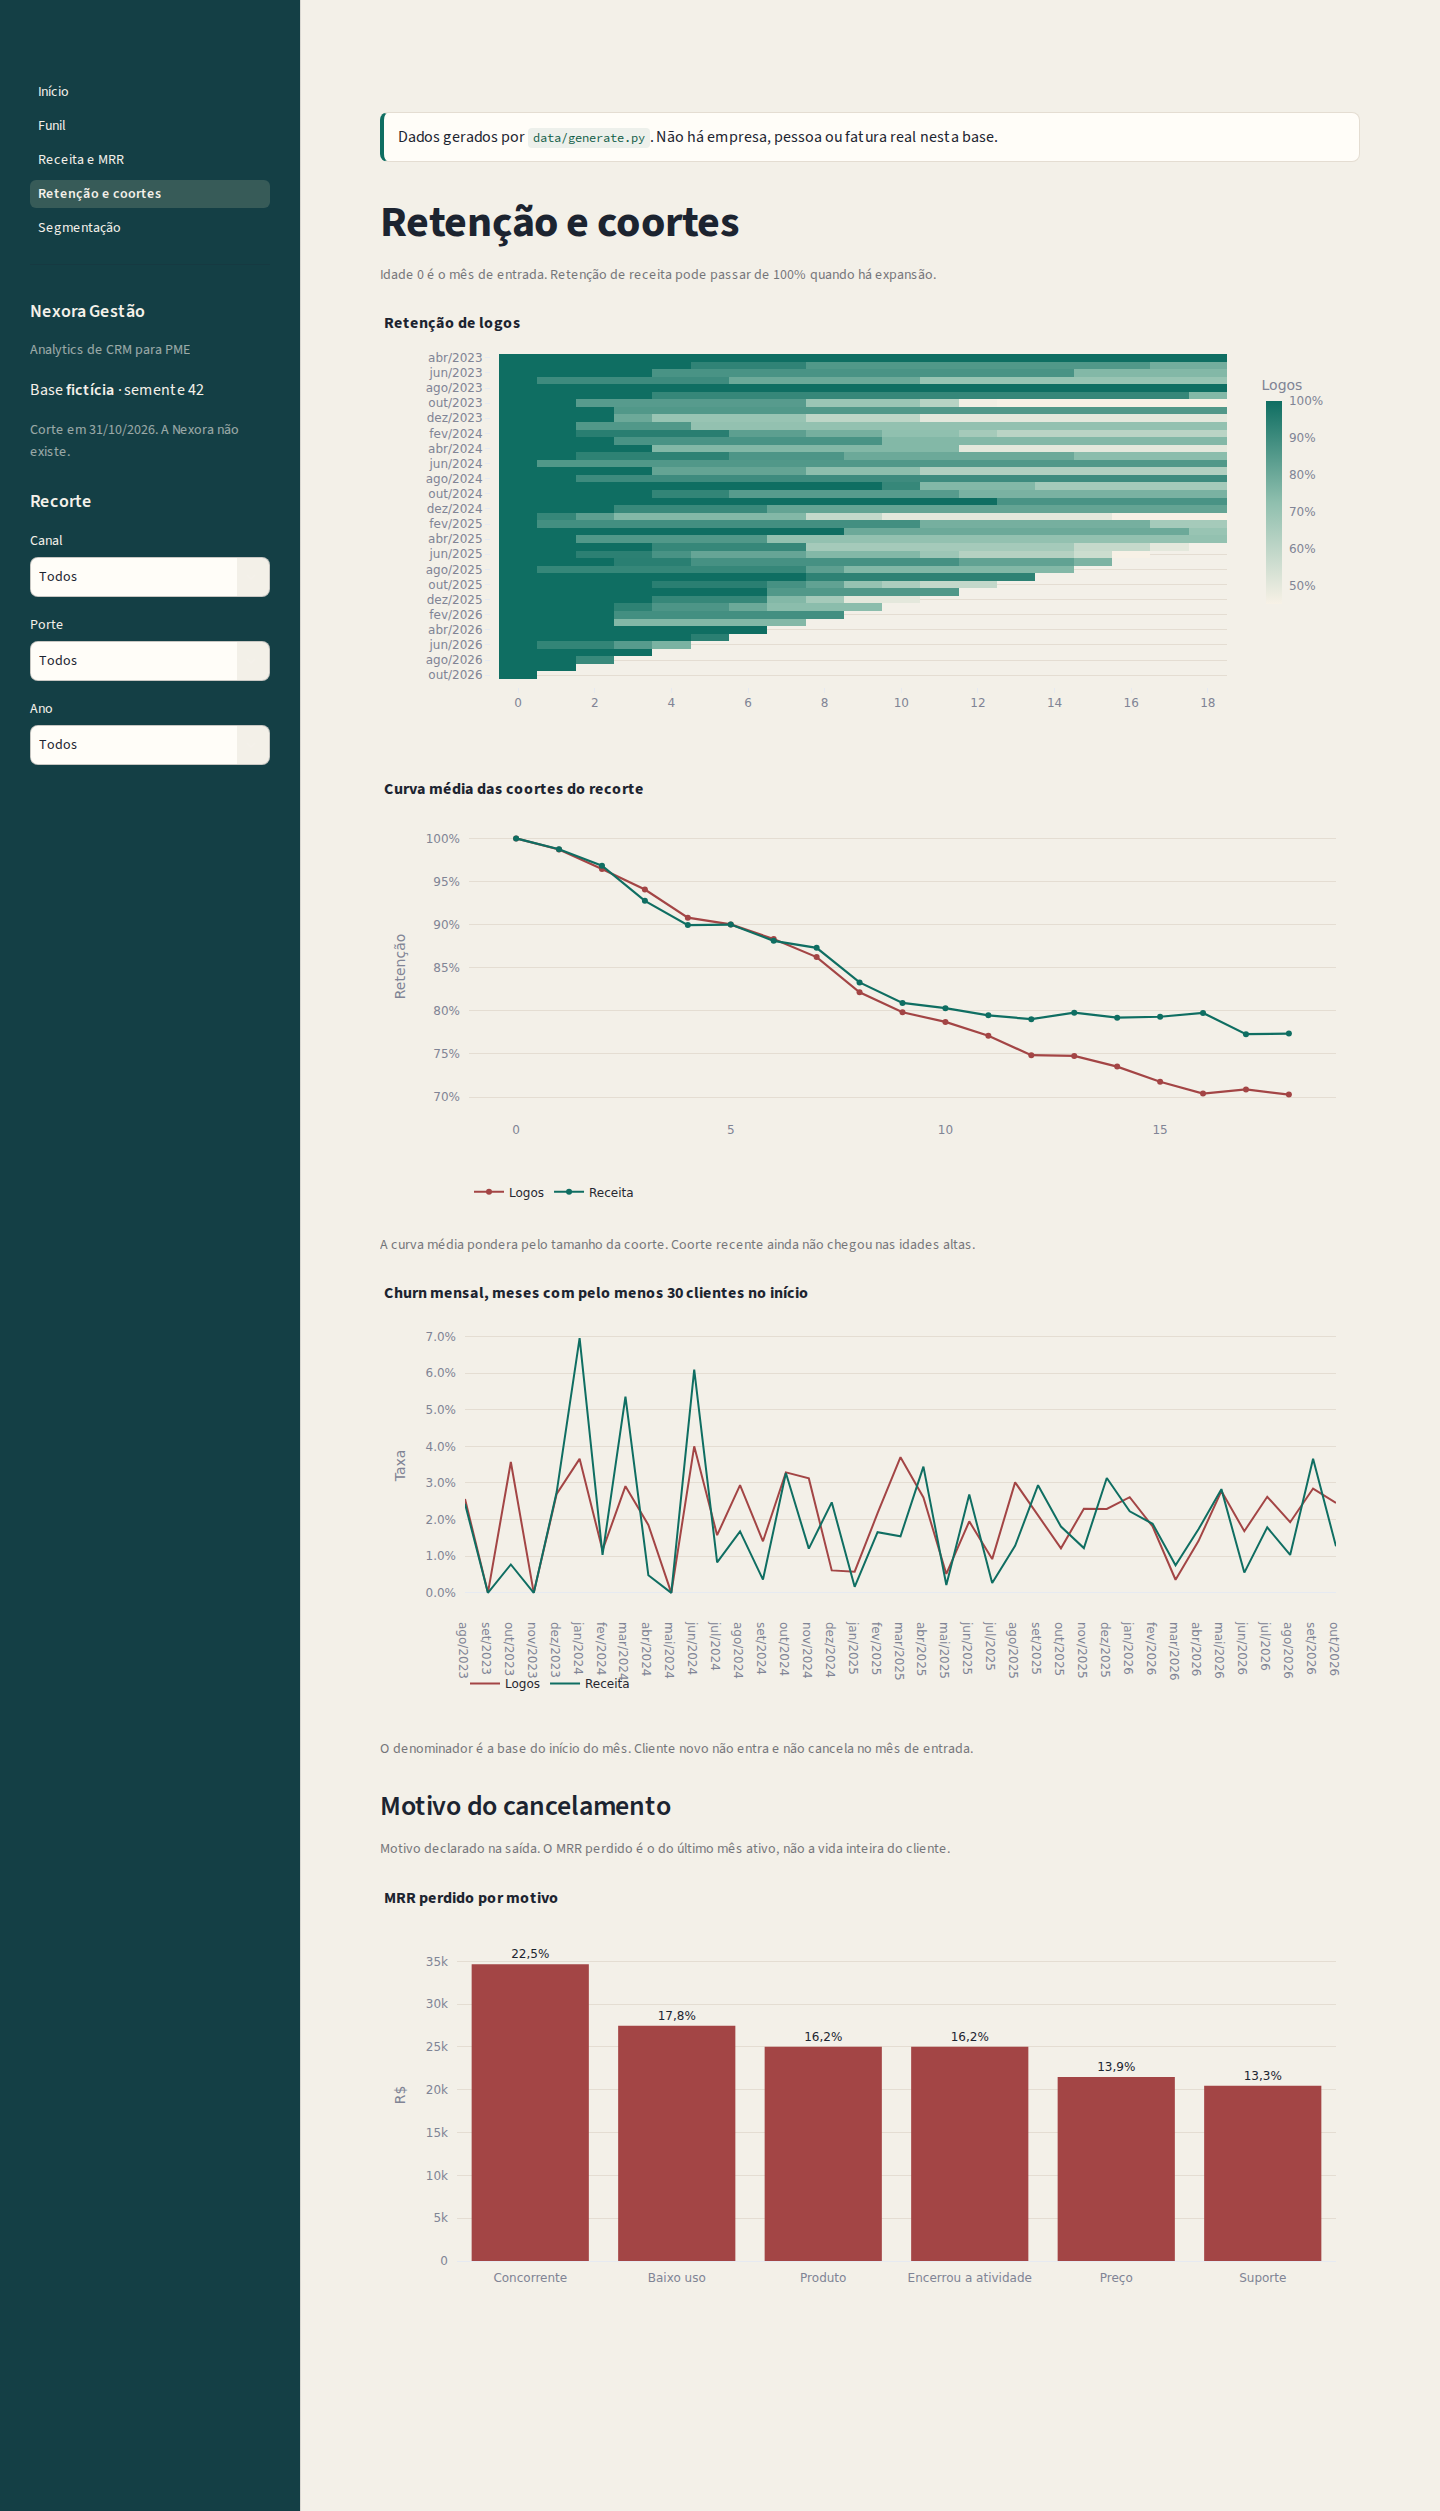 Início
Funil
Receita e MRR
Retenção e coortes
Segmentação
Nexora Gestão
Analytics de CRM para PME
Base fictícia · semente 42
Corte em 31/10/2026. A Nexora não
existe.
Recorte
Canal
Todos
Porte
Todos
Ano
Todos
Dados gerados por data/generate.py. Não há empresa, pessoa ou fatura real nesta base.
Retenção e coortes
Idade 0 é o mês de entrada. Retenção de receita pode passar de 100% quando há expansão.
Retenção de logos
abr/2023
jun/2023
ago/2023
out/2023
dez/2023
fev/2024
abr/2024
jun/2024
ago/2024
out/2024
dez/2024
fev/2025
abr/2025
jun/2025
ago/2025
out/2025
dez/2025
fev/2026
abr/2026
jun/2026
ago/2026
out/2026
0 2 4 6 8 10 12 14 16 18
Logos
100%
90%
80%
70%
60%
50%
Curva média das coortes do recorte
Retenção
100%
95%
90%
85%
80%
75%
70%
0 5 10 15
Logos Receita
A curva média pondera pelo tamanho da coorte. Coorte recente ainda não chegou nas idades altas.
Churn mensal, meses com pelo menos 30 clientes no início
Taxa
7.0%
6.0%
5.0%
4.0%
3.0%
2.0%
1.0%
0.0%
ago/2023 set/2023 out/2023 nov/2023 dez/2023 jan/2024 fev/2024 mar/2024 abr/2024 mai/2024 jun/2024 jul/2024 ago/2024 set/2024 out/2024 nov/2024 dez/2024 jan/2025 fev/2025 mar/2025 abr/2025 mai/2025 jun/2025 jul/2025 ago/2025 set/2025 out/2025 nov/2025 dez/2025 jan/2026 fev/2026 mar/2026 abr/2026 mai/2026 jun/2026 jul/2026 ago/2026 set/2026 out/2026
Logos Receita
O denominador é a base do início do mês. Cliente novo não entra e não cancela no mês de entrada.
Motivo do cancelamento
Motivo declarado na saída. O MRR perdido é o do último mês ativo, não a vida inteira do cliente.
MRR perdido por motivo
R$
35k
30k
25k
20k
15k
10k
5k
0
22,5% 17,8% 16,2% 16,2% 13,9% 13,3%
Concorrente Baixo uso Produto Encerrou a atividade Preço Suporte